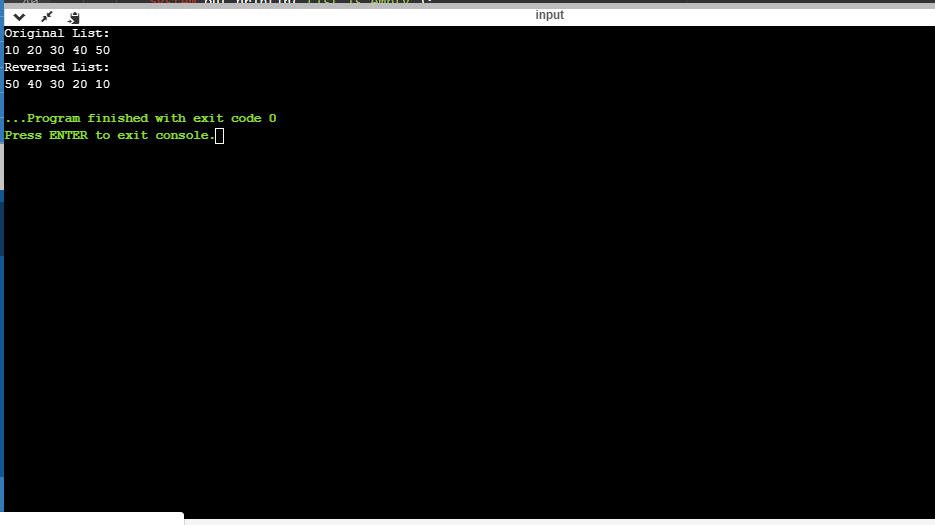 input
Original List:
10 20 30 40 50
Reversed List:
50 40 30 20 10
...Program finished with exit code 0
Press ENTER to exit console.